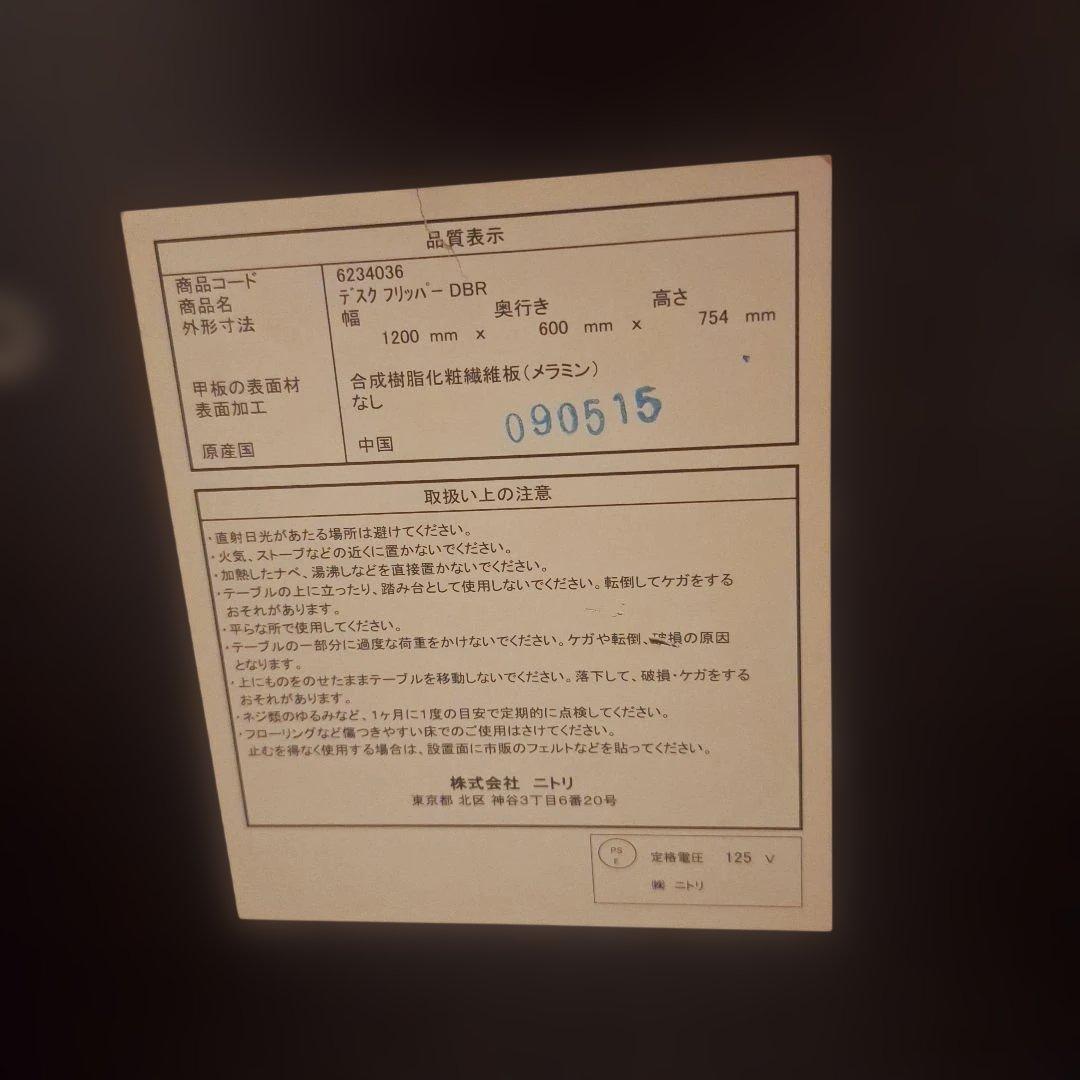 品質表示
商品コード 6234036
商品名 ﾃﾞｽｸ ﾌﾘｯﾊﾟｰ DBR
外形寸法 幅 奥行き 高さ
1200 mm x 600 mm x 754 mm
甲板の表面材 合成樹脂化粧繊維板(メラミン)
表面加工 なし
090515
原産国 中国
取扱い上の注意
・直射日光があたる場所は避けてください。
・火気、ストーブなどの近くに置かないでください。
・加熱したナベ、湯沸しなどを直接置かないでください。
・テーブルの上に立ったり、踏み台として使用しないでください。転倒してケガをする
おそれがあります。
・平らな所で使用してください。
・テーブルの一部分に過度な荷重をかけないでください。ケガや転倒、破損の原因
となります。
・上にものをのせたままテーブルを移動しないでください。落下して、破損・ケガをする
おそれがあります。
・ネジ類のゆるみなど、1ヶ月に1度の目安で定期的に点検してください。
・フローリングなど傷つきやすい床でのご使用はさけてください。
止むを得なく使用する場合は、設置面に市販のフェルトなどを貼ってください。
株式会社 ニトリ
東京都 北区 神谷3丁目6番20号
PS
E
定格電圧 125 V
㈱ ニトリ